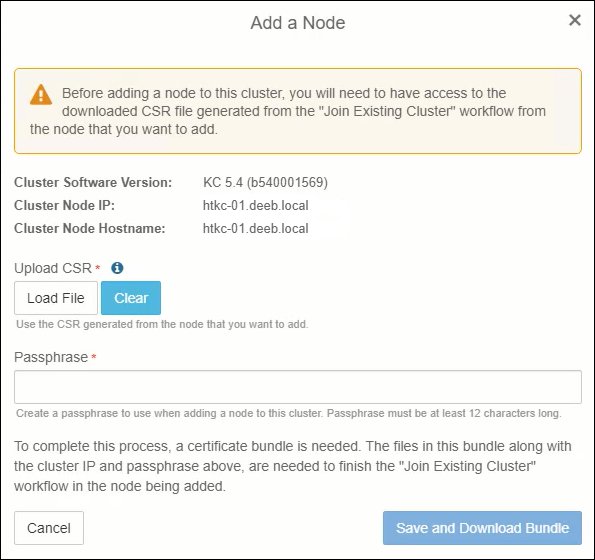 Add a Node
Before adding a node to this cluster, you will need to have access to the
downloaded CSR file generated from the "Join Existing Cluster" workflow from
the node that you want to add.
Cluster Software Version: KC 5.4 (b540001569)
Cluster Node IP: htkc-01.deeb.local
Cluster Node Hostname: htkc-01.deeb.local
Upload CSR *
Load File Clear
Use the CSR generated from the node that you want to add.
Passphrase *
Create a passphrase to use when adding a node to this cluster. Passphrase must be at least 12 characters long.
To complete this process, a certificate bundle is needed. The files in this bundle along with
the cluster IP and passphrase above, are needed to finish the "Join Existing Cluster"
workflow in the node being added.
Cancel Save and Download Bundle